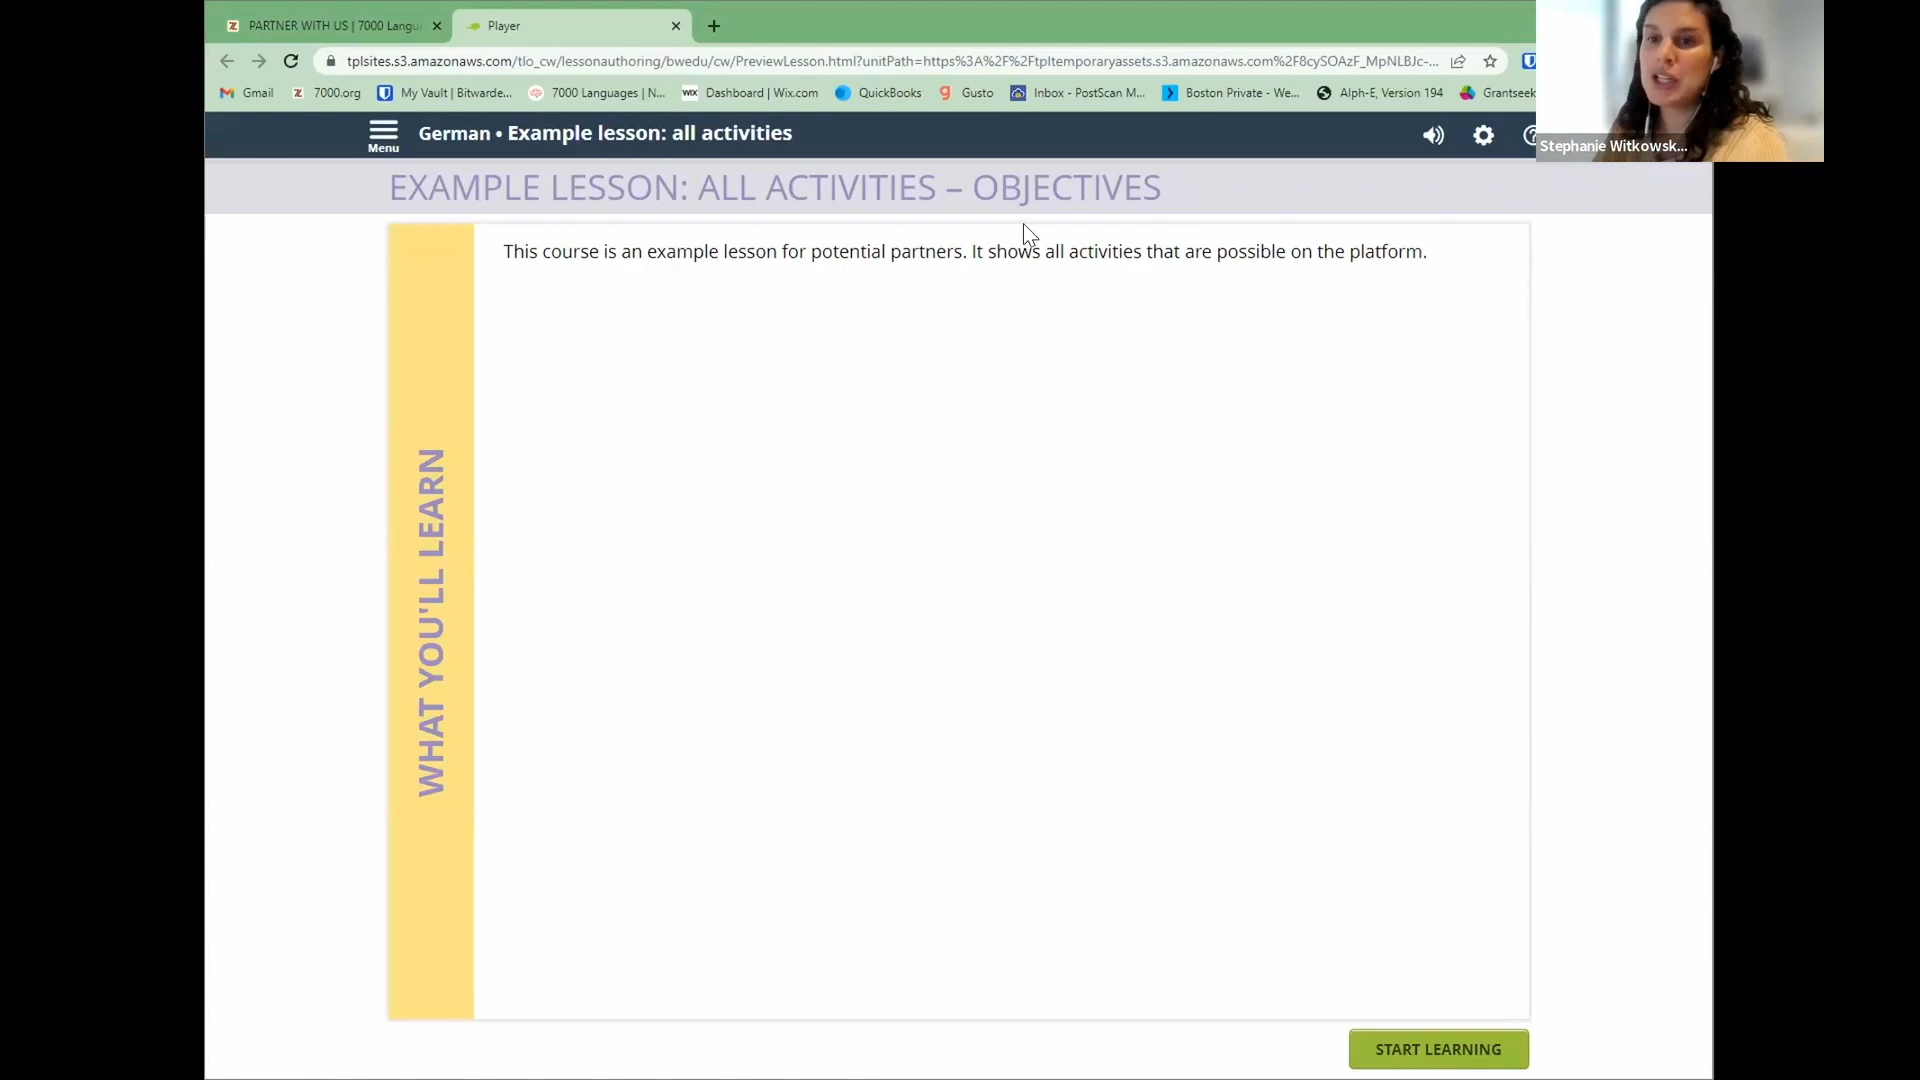 PARTNER WITH US | 7000 Langu
Player
tplsites.s3.amazonaws.com/tlo_cw/lessonauthoring/bwedu/cw/PreviewLesson.html?unitPath=https%3A%2F%2Ftpltemporaryassets.s3.amazonaws.com%2F8cySOAzF_MpNLBJc-...
Gmail
7000.org
My Vault | Bitwarde...
7000 Languages | N...
Dashboard | Wix.com
QuickBooks
Gusto
Inbox - PostScan M...
Boston Private - We...
Alph-E, Version 194
Grantseek
Stephanie Witkowsk...
Menu
German • Example lesson: all activities
EXAMPLE LESSON: ALL ACTIVITIES – OBJECTIVES
WHAT YOU'LL LEARN
This course is an example lesson for potential partners. It shows all activities that are possible on the platform.
START LEARNING